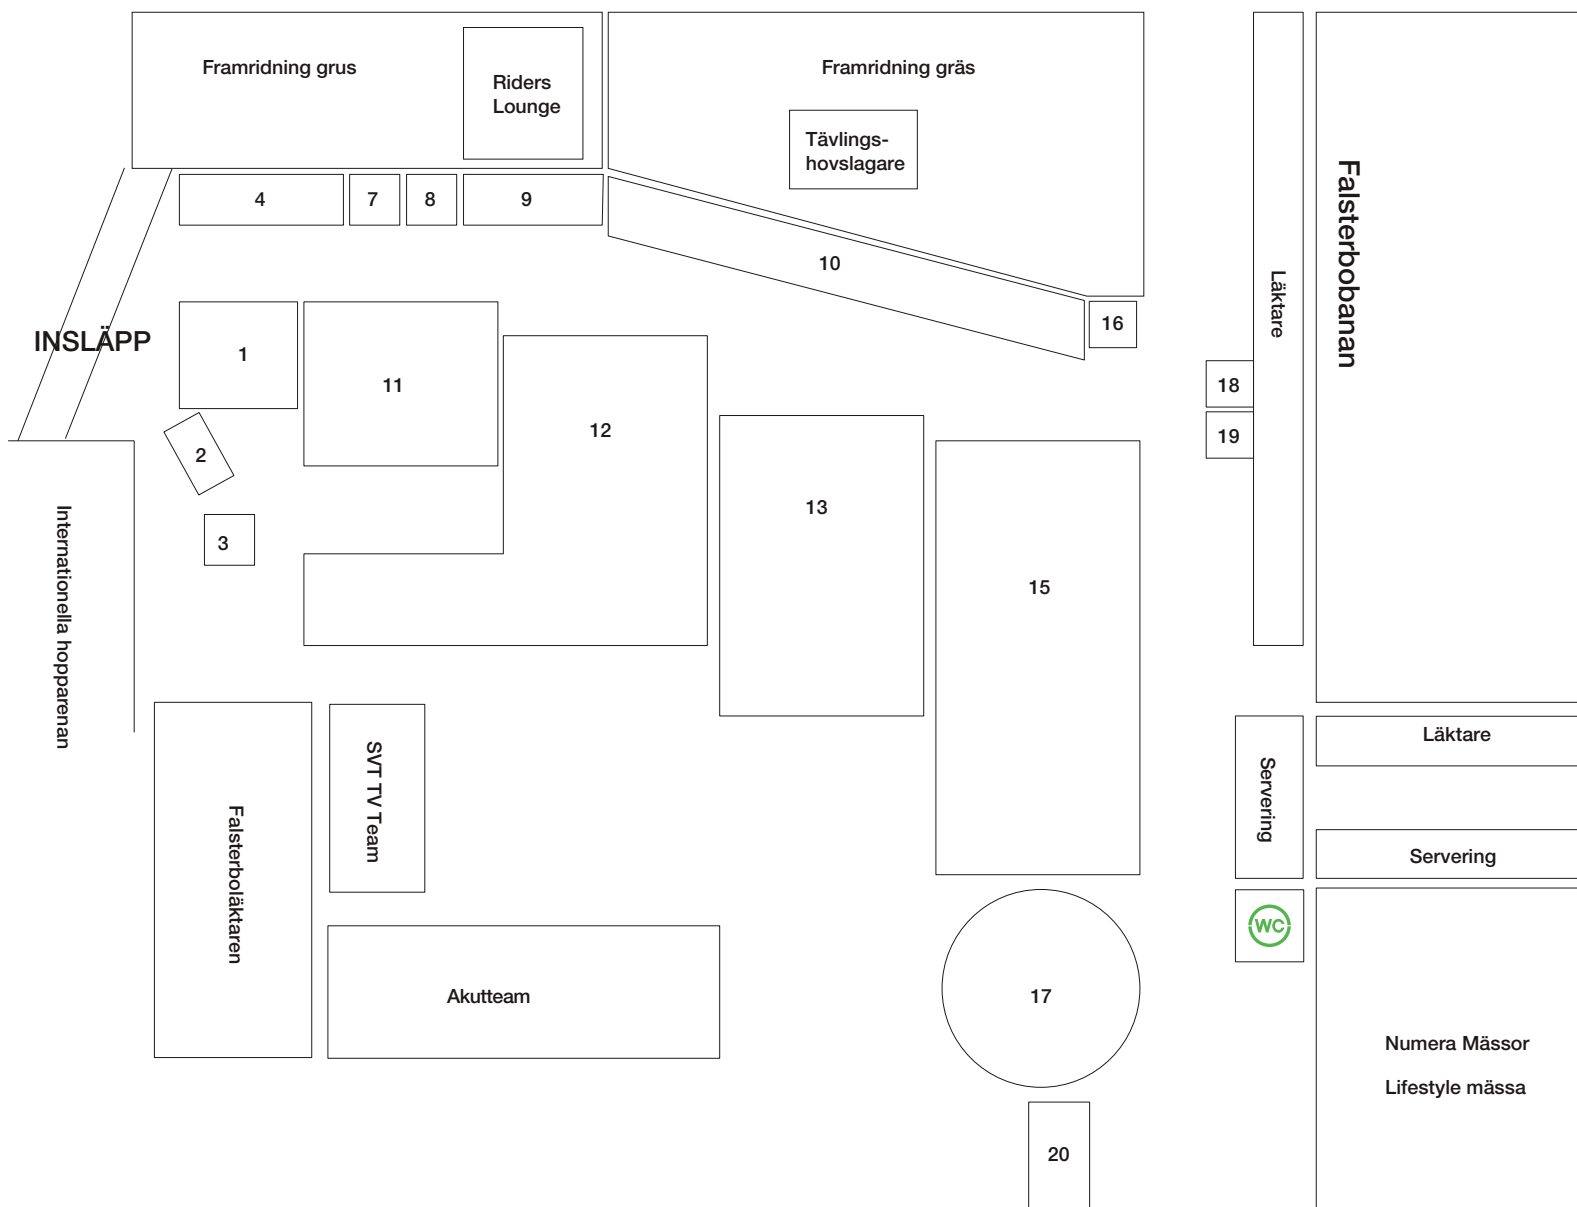 Framridning grus
Riders
Lounge
Framridning gräs
Tävlings-
hovslagare
4
7
8
9
10
16
INSLÄPP
1
11
12
2
3
13
15
18
19
Läktare
Falsterbobanan
Internationella hopparenan
Falsterboläktaren
SVT TV Team
Akutteam
17
20
Servering
Läktare
Servering
WC
Numera Mässor
Lifestyle mässa